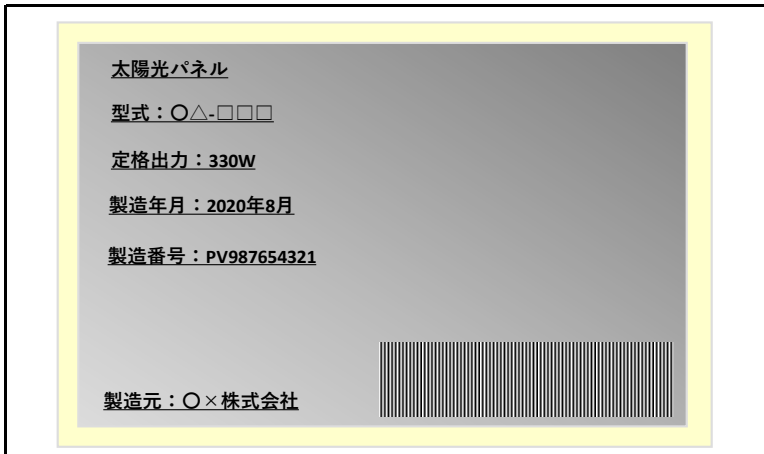 太陽光パネル
型式：〇△-□□□
定格出力：330W
製造年月：2020年8月
製造番号：PV987654321
製造元：〇×株式会社